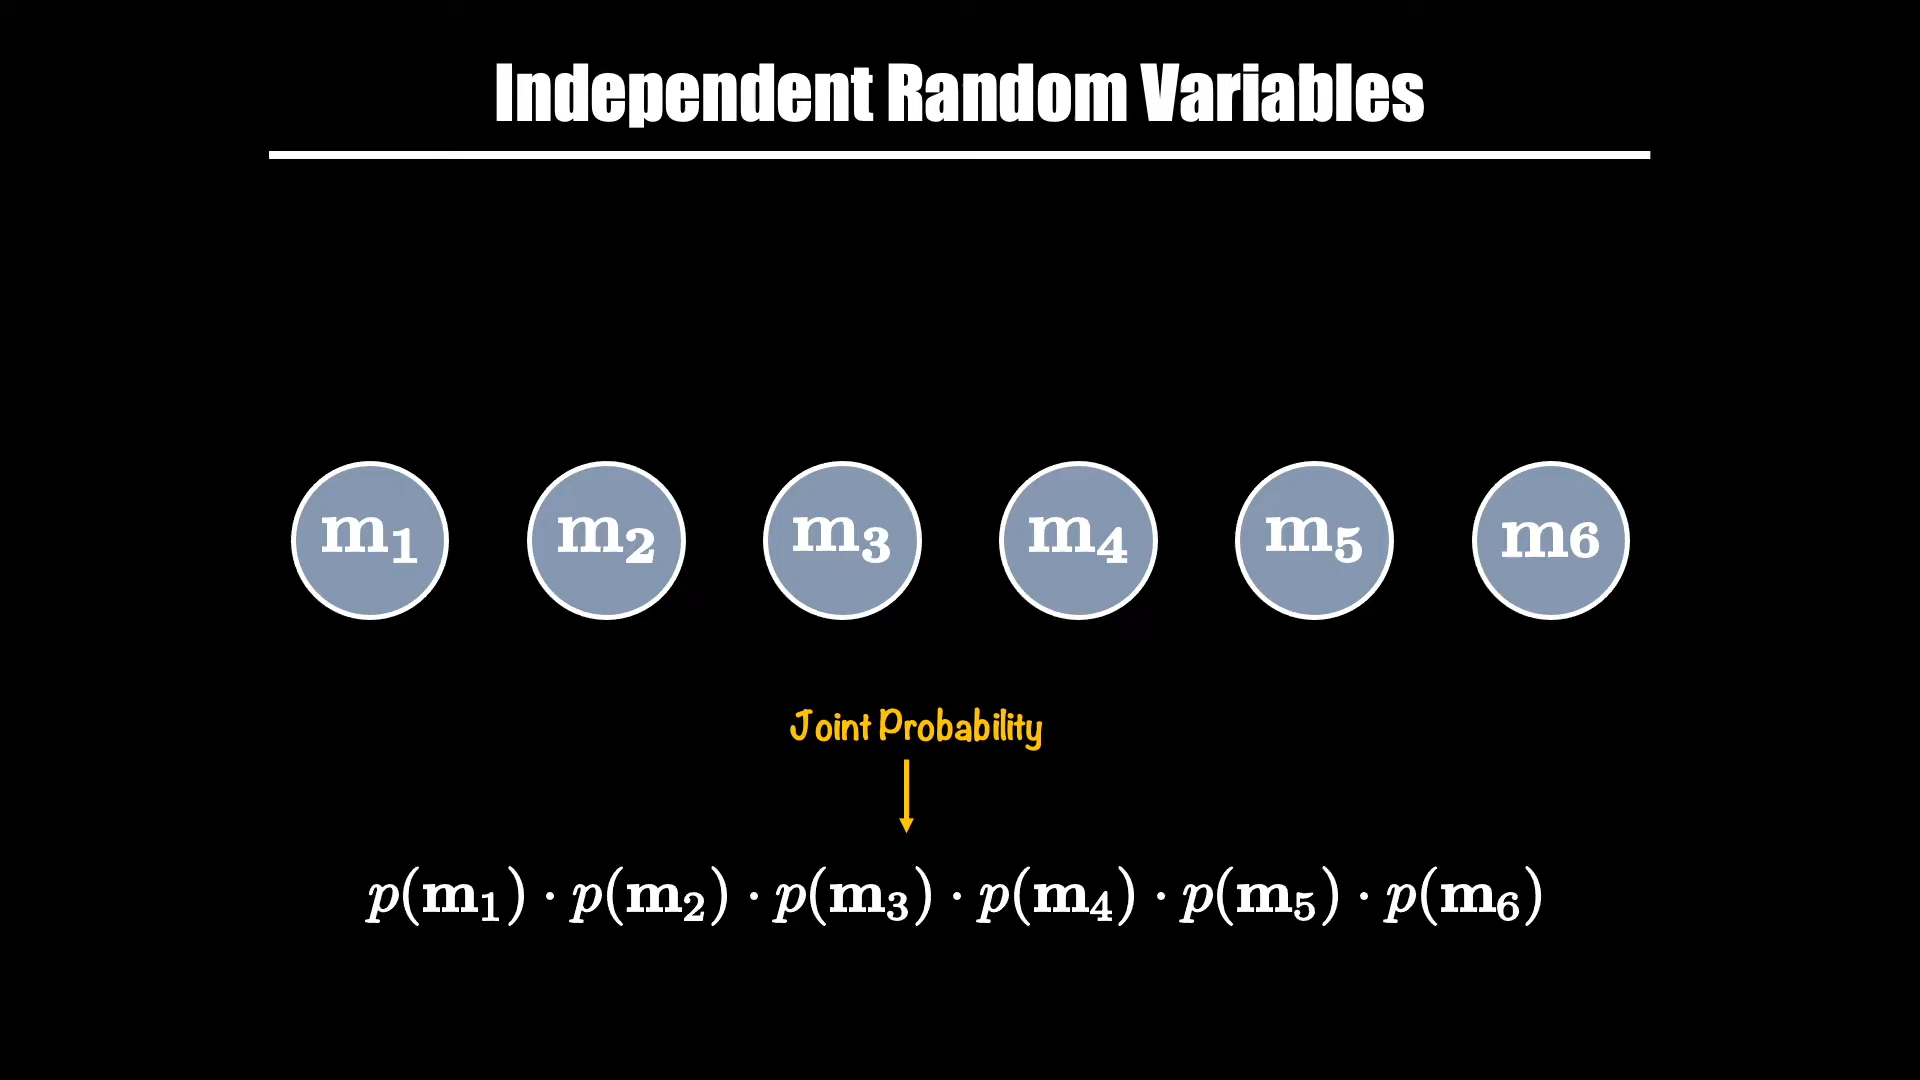 Independent Random Variables
m₁ m₂ m₃ m₄ m₅ m6
Joint Probability
p(m₁) · p(m₂) · p(m₃) · p(m₄) · p(m₅) · p(m₆)